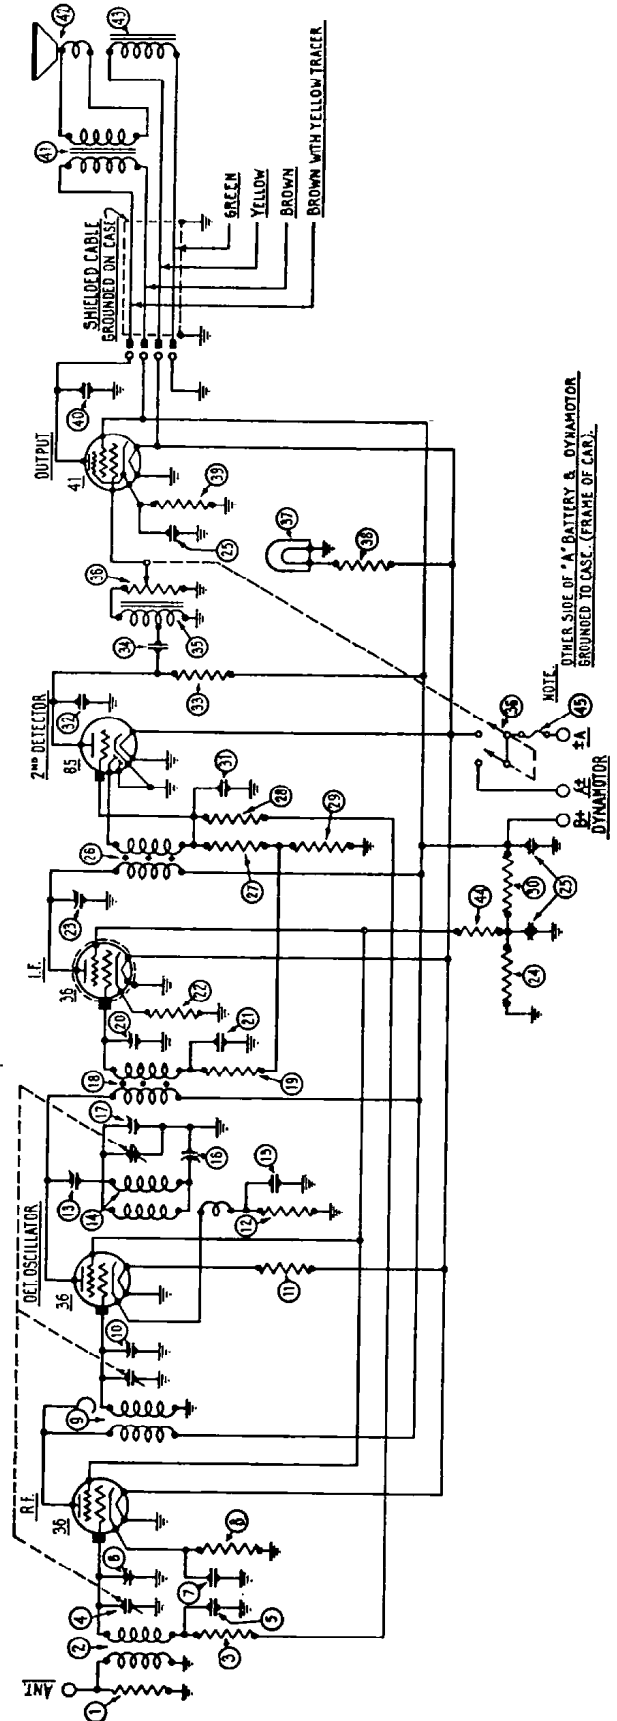 ANT.
1
2
3
4
5
6
7
8
R.F.
36
9
10
DET. OSCILLATOR
36
11
12
13
14
15
16
17
18
19
20
21
22
I.F.
36
23
24
25
26
27
28
29
30
31
44
2ND DETECTOR
85
32
33
34
35
36
37
38
39
25
OUTPUT
41
40
SHIELDED CABLE
GROUNDED ON CASE
41
42
43
GREEN
YELLOW
BROWN
BROWN WITH YELLOW TRACER
36
45
B+
A±
±A
DYNAMOTOR
NOTE.
OTHER SIDE OF "A" BATTERY & DYNAMOTOR
GROUNDED TO CASE. (FRAME OF CAR).